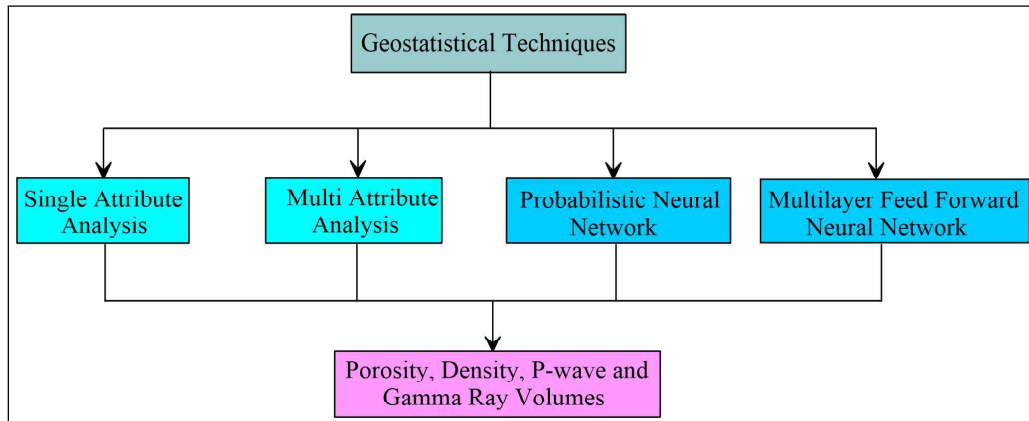 Geostatistical Techniques
Single Attribute
Analysis
Multi Attribute
Analysis
Probabilistic Neural
Network
Multilayer Feed Forward
Neural Network
Porosity, Density, P-wave and
Gamma Ray Volumes